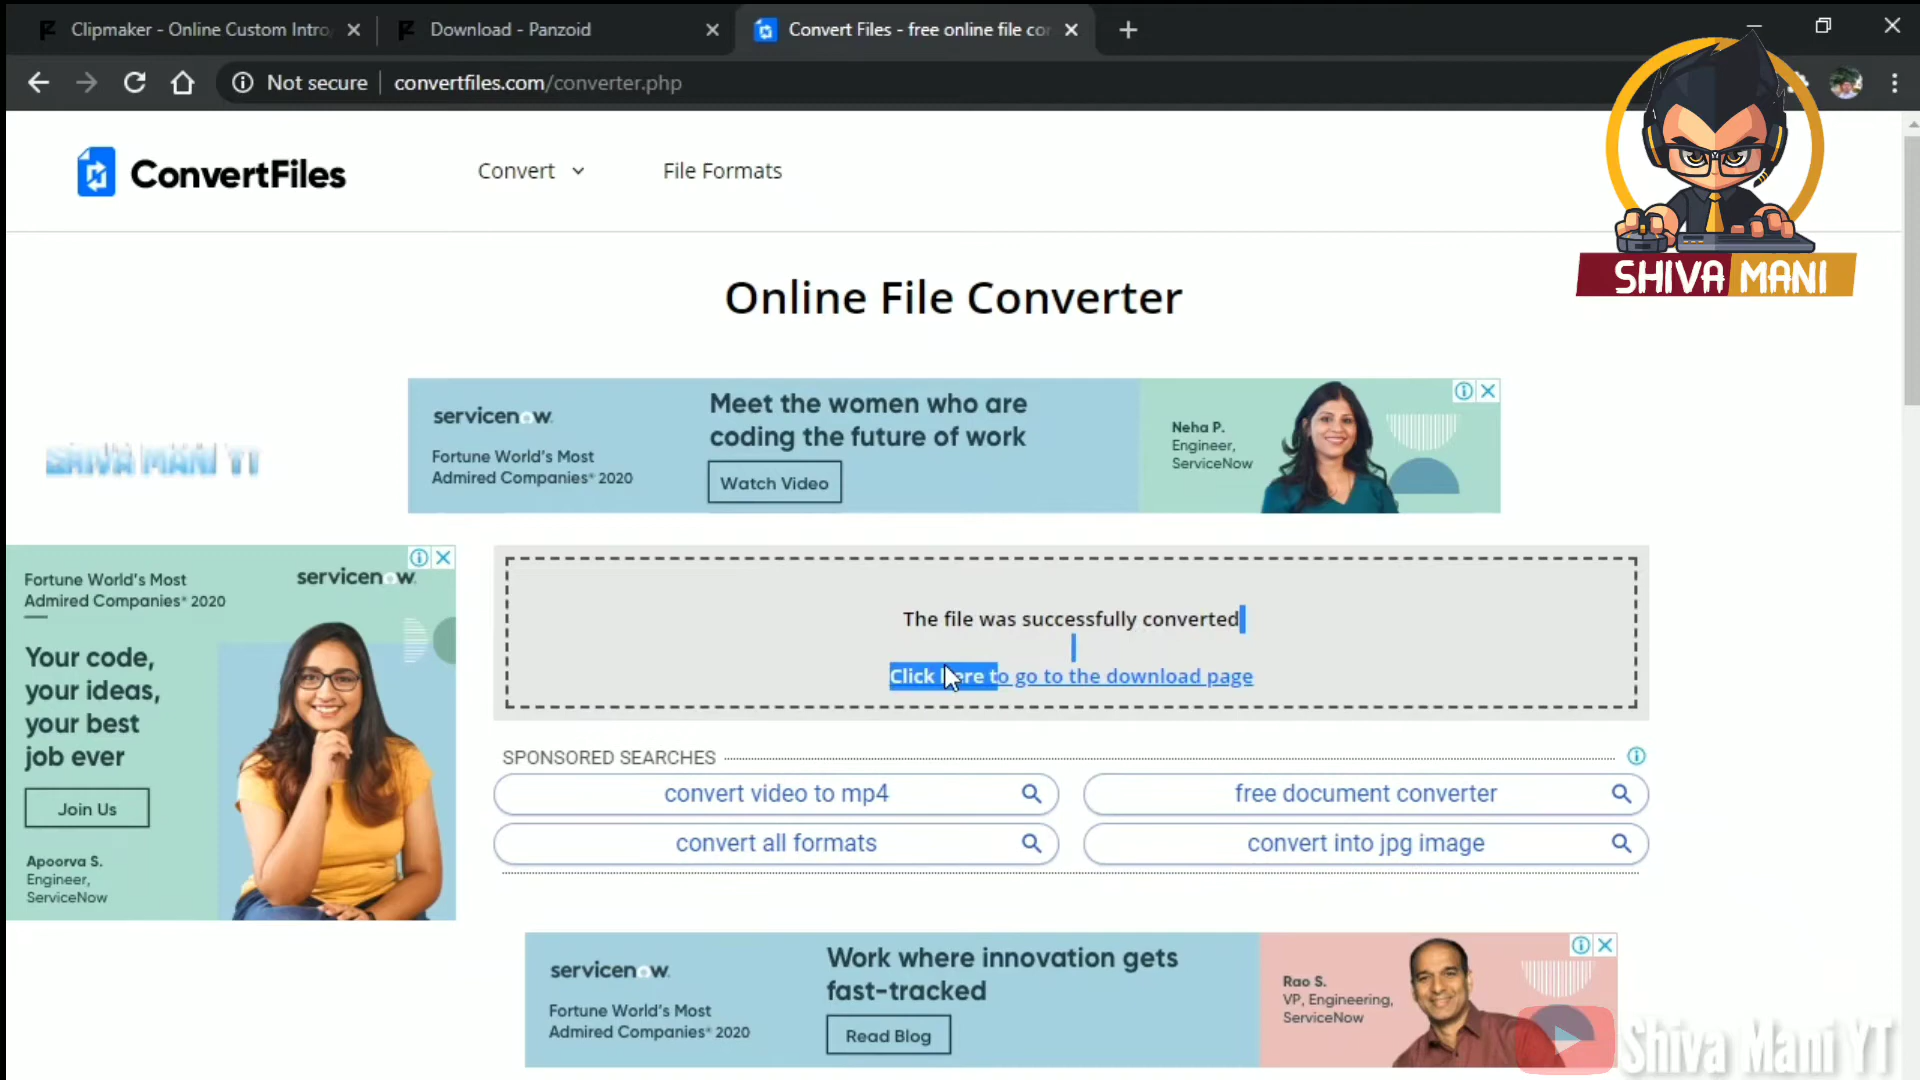 Clipmaker - Online Custom Intro
Download - Panzoid
Convert Files - free online file co
Not secure
convertfiles.com/converter.php
ConvertFiles
Convert
File Formats
SHIVA MANI
Online File Converter
servicenow
Fortune World's Most
Admired Companies* 2020
Meet the women who are
coding the future of work
Watch Video
Neha P.
Engineer,
ServiceNow
SHIVA MANI YT
Fortune World's Most
Admired Companies* 2020
servicenow
Your code,
your ideas,
your best
job ever
Join Us
Apoorva S.
Engineer,
ServiceNow
The file was successfully converted
Click here to go to the download page
SPONSORED SEARCHES
convert video to mp4
free document converter
convert all formats
convert into jpg image
servicenow
Fortune World's Most
Admired Companies* 2020
Work where innovation gets
fast-tracked
Read Blog
Rao S.
VP, Engineering,
ServiceNow
Shiva Mani YT